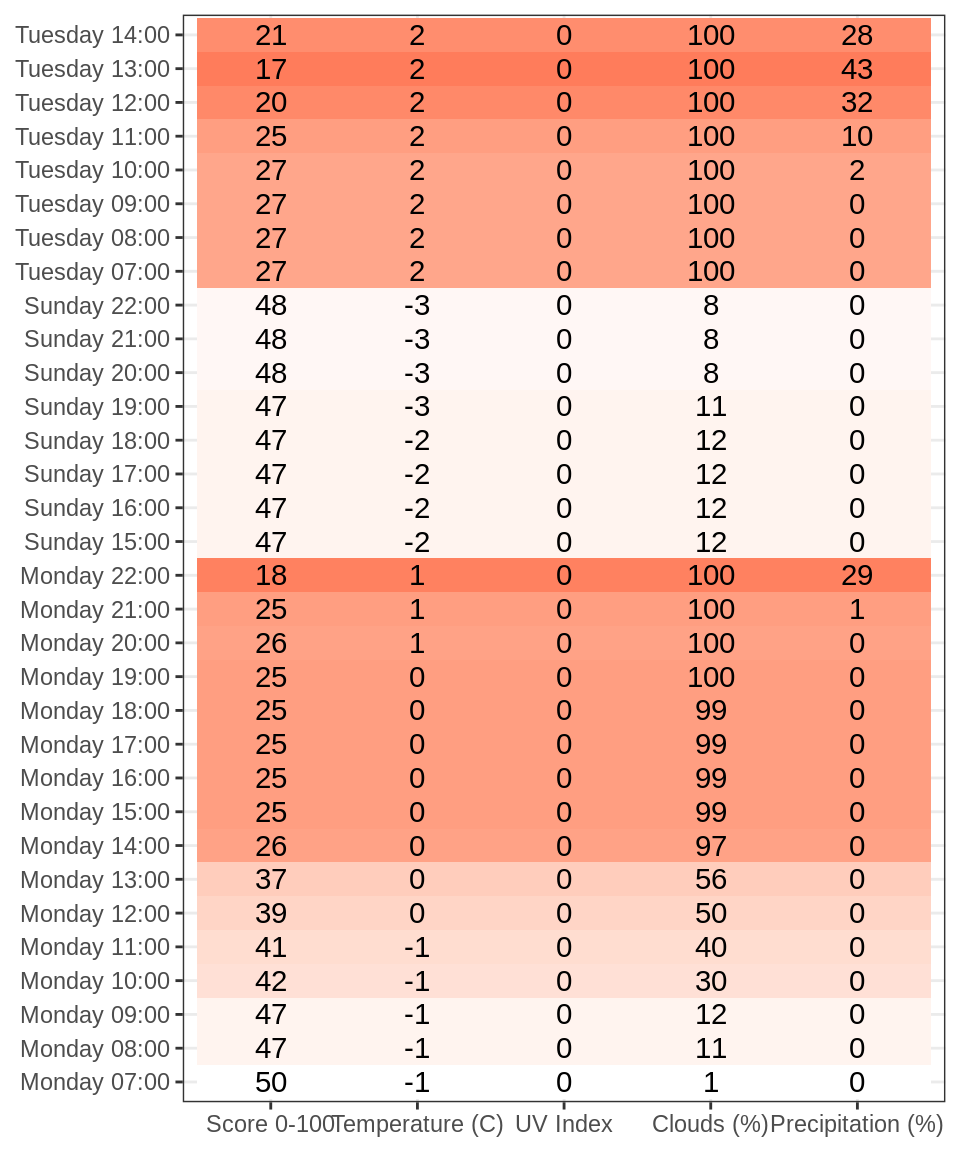 Tuesday 14:00 21 2 0 100 28
Tuesday 13:00 17 2 0 100 43
Tuesday 12:00 20 2 0 100 32
Tuesday 11:00 25 2 0 100 10
Tuesday 10:00 27 2 0 100 2
Tuesday 09:00 27 2 0 100 0
Tuesday 08:00 27 2 0 100 0
Tuesday 07:00 27 2 0 100 0
Sunday 22:00 48 -3 0 8 0
Sunday 21:00 48 -3 0 8 0
Sunday 20:00 48 -3 0 8 0
Sunday 19:00 47 -3 0 11 0
Sunday 18:00 47 -2 0 12 0
Sunday 17:00 47 -2 0 12 0
Sunday 16:00 47 -2 0 12 0
Sunday 15:00 47 -2 0 12 0
Monday 22:00 18 1 0 100 29
Monday 21:00 25 1 0 100 1
Monday 20:00 26 1 0 100 0
Monday 19:00 25 0 0 100 0
Monday 18:00 25 0 0 99 0
Monday 17:00 25 0 0 99 0
Monday 16:00 25 0 0 99 0
Monday 15:00 25 0 0 99 0
Monday 14:00 26 0 0 97 0
Monday 13:00 37 0 0 56 0
Monday 12:00 39 0 0 50 0
Monday 11:00 41 -1 0 40 0
Monday 10:00 42 -1 0 30 0
Monday 09:00 47 -1 0 12 0
Monday 08:00 47 -1 0 11 0
Monday 07:00 50 -1 0 1 0
Score 0-100 Temperature (C) UV Index Clouds (%) Precipitation (%)